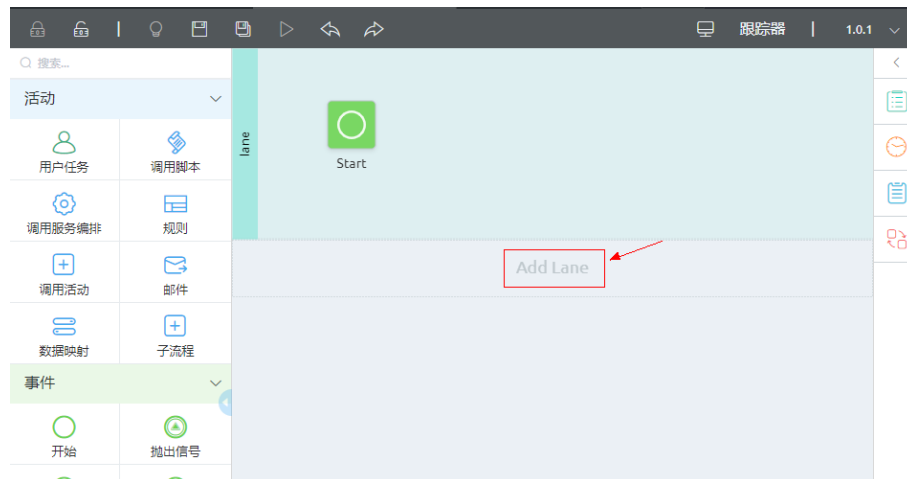 跟踪器
1.0.1
搜索...
活动
用户任务
调用脚本
调用服务编排
规则
调用活动
邮件
数据映射
子流程
事件
开始
抛出信号
lane
Start
Add Lane